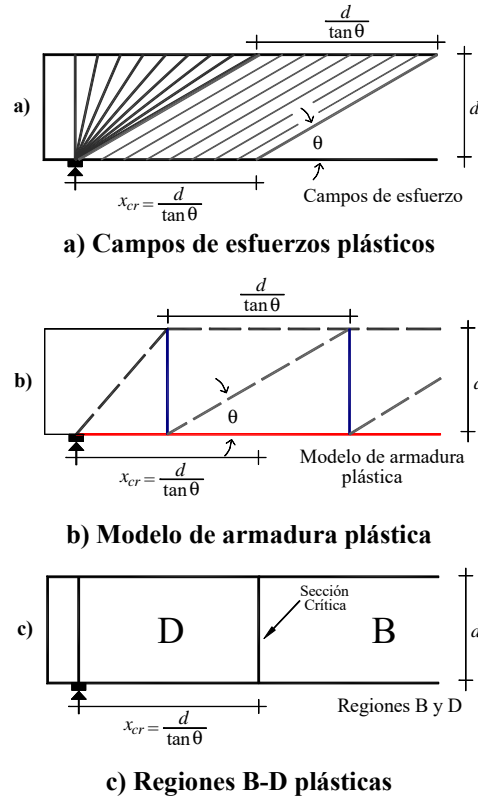 d
tanθ
a)
d
θ
x_cr = d
tanθ
Campos de esfuerzo
a) Campos de esfuerzos plásticos
d
tanθ
b)
θ
d
x_cr = d
tanθ
Modelo de armadura
plástica
b) Modelo de armadura plástica
c)
D
Sección
Crítica
B
d
x_cr = d
tanθ
Regiones B y D
c) Regiones B-D plásticas